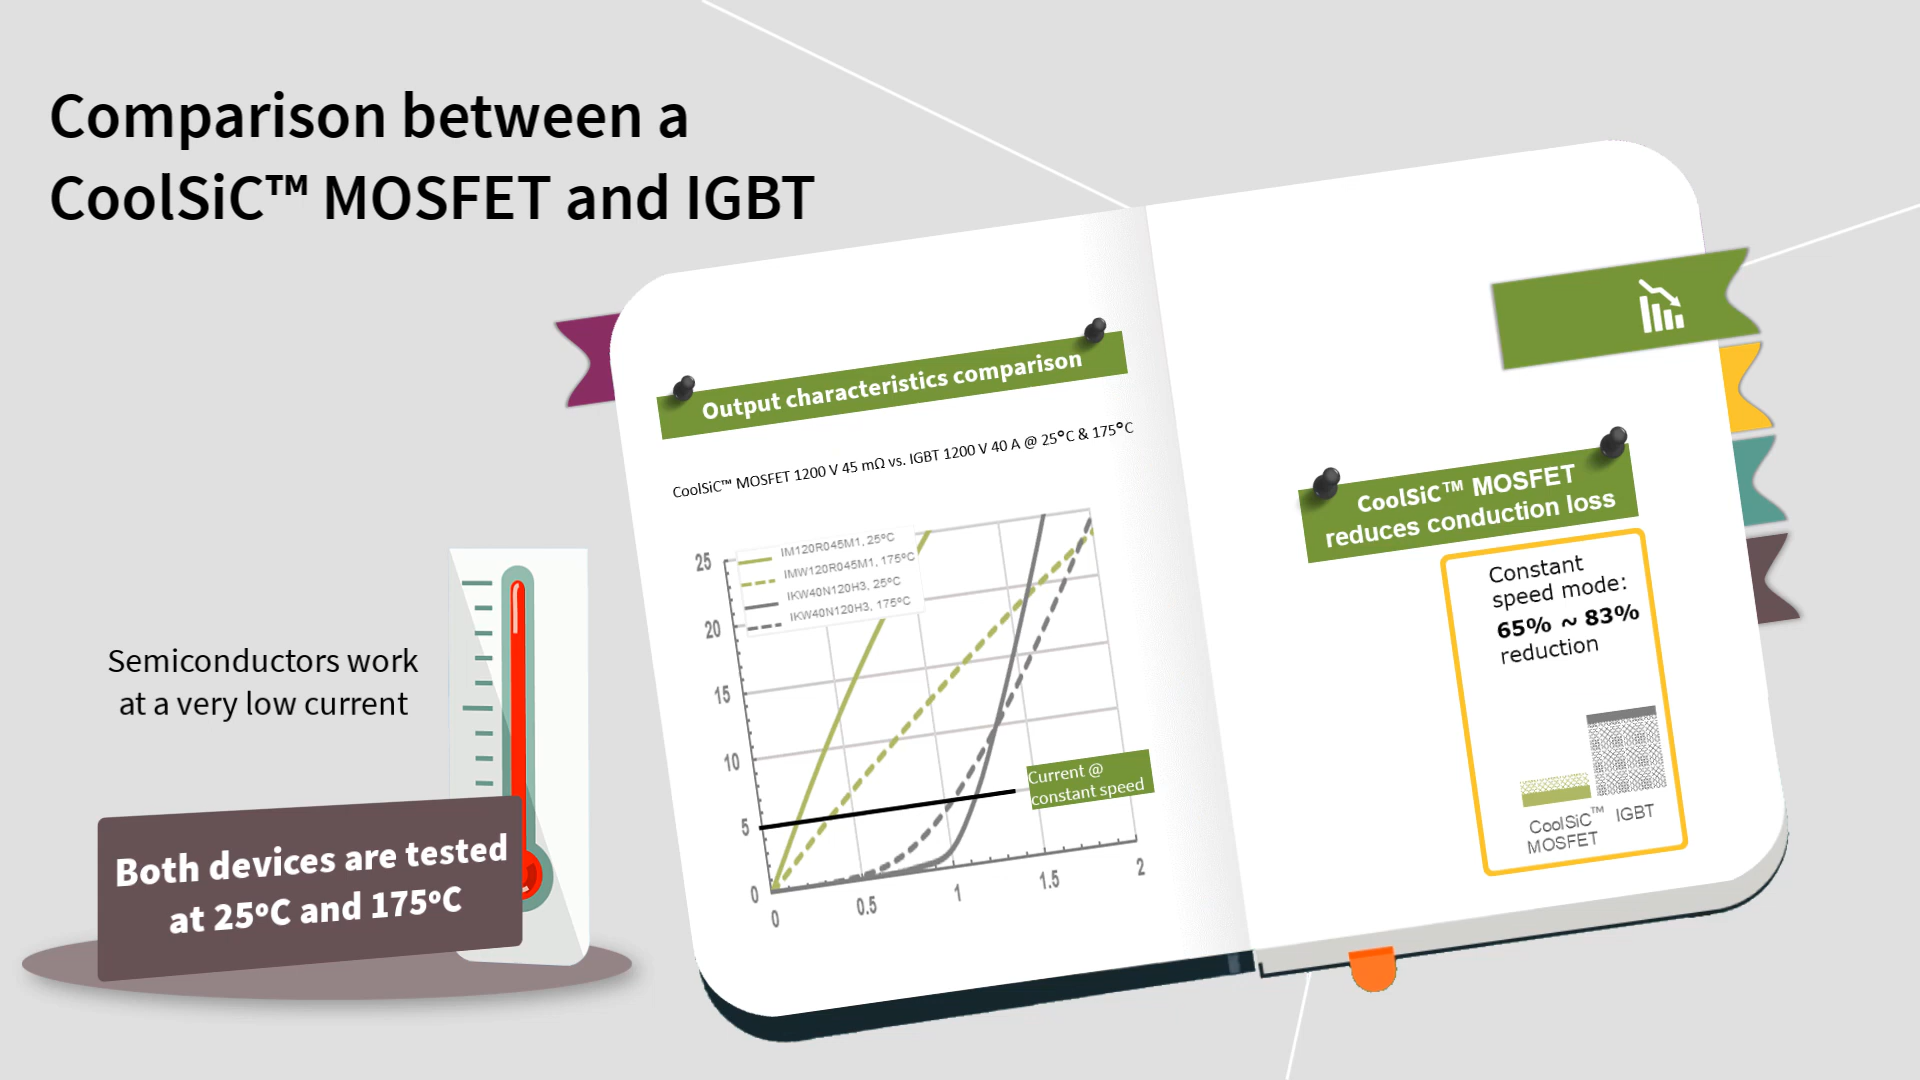 Comparison between a
CoolSiC™ MOSFET and IGBT
Semiconductors work
at a very low current
Both devices are tested
at 25°C and 175°C
Output characteristics comparison
CoolSiC™ MOSFET 1200 V 45 mΩ vs. IGBT 1200 V 40 A @ 25°C & 175°C
IM120R045M1, 25°C
IMW120R045M1, 175°C
IKW40N120H3, 25°C
IKW40N120H3, 175°C
25
20
15
10
5
0
0
0.5
1
1.5
2
Current @
constant speed
CoolSiC™ MOSFET
reduces conduction loss
Constant
speed mode:
65% ~ 83%
reduction
CoolSiC™
MOSFET
IGBT